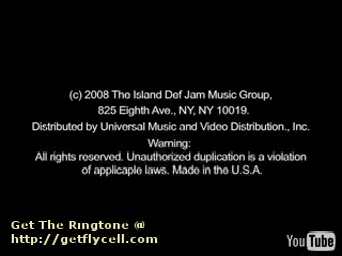 (c) 2008 The Island Def Jam Music Group,
825 Eighth Ave., NY, NY 10019.
Distributed by Universal Music and Video Distribution., Inc.
Warning:
All rights reserved. Unauthorized duplication is a violation
of applicaple laws. Made in the U.S.A.
Get The Ringtone @
http://getflycell.com
YouTube